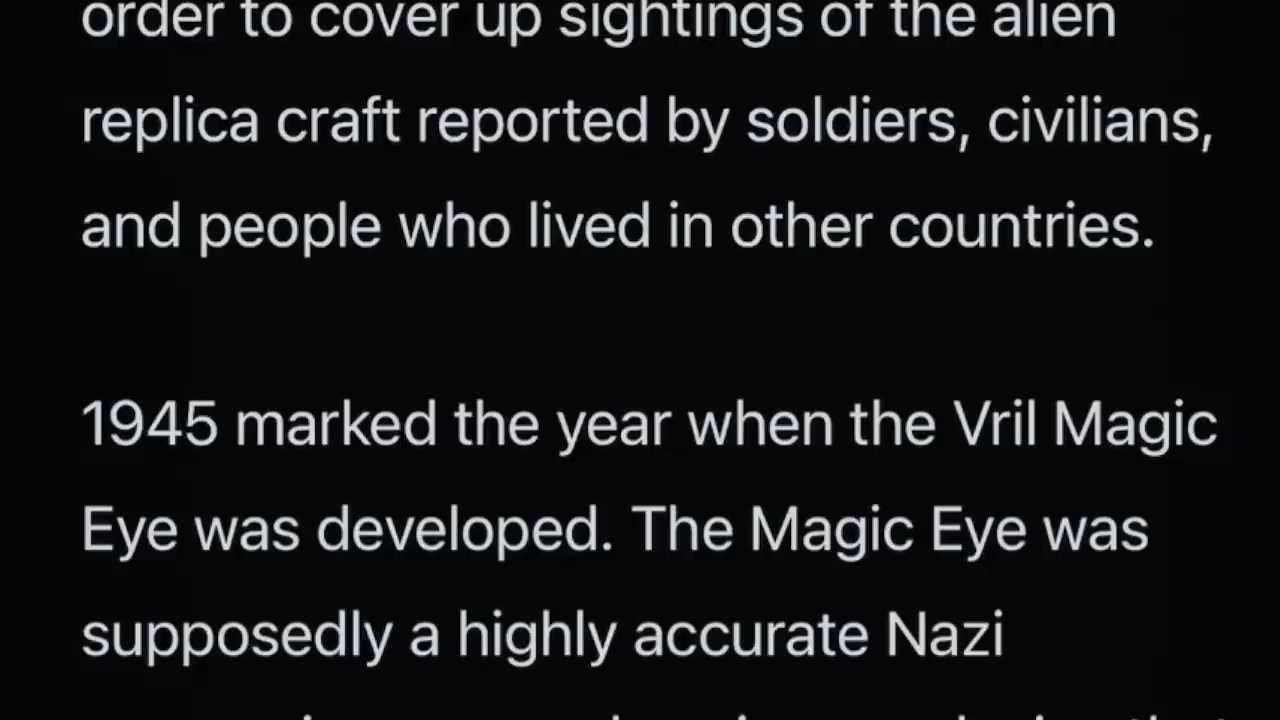 order to cover up sightings of the alien
replica craft reported by soldiers, civilians,
and people who lived in other countries.
1945 marked the year when the Vril Magic
Eye was developed. The Magic Eye was
supposedly a highly accurate Nazi